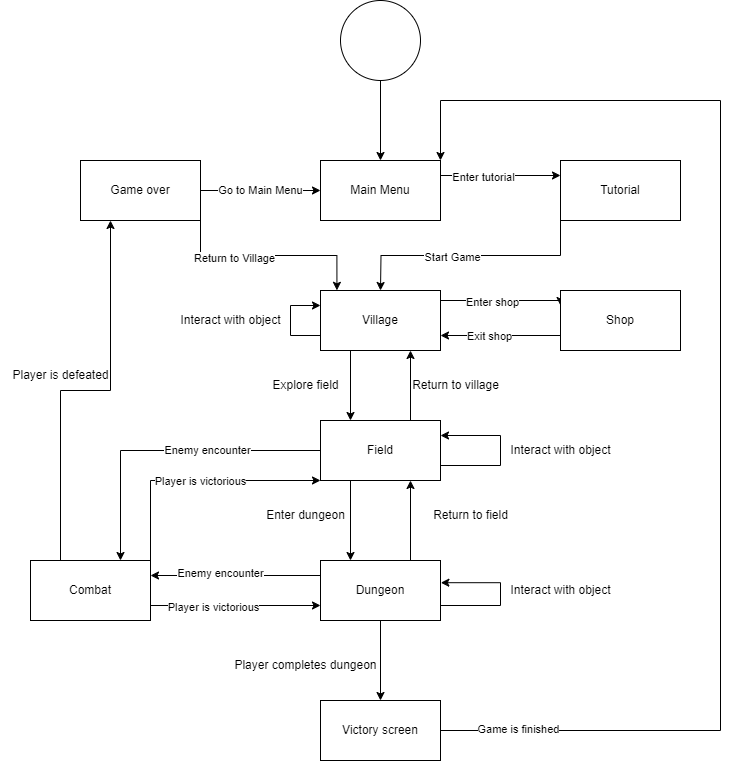 Game over
Go to Main Menu
Main Menu
Enter tutorial
Tutorial
Return to Village
Start Game
Interact with object
Village
Enter shop
Exit shop
Shop
Player is defeated
Explore field
Return to village
Enemy encounter
Field
Interact with object
Player is victorious
Enter dungeon
Return to field
Combat
Enemy encounter
Player is victorious
Dungeon
Interact with object
Player completes dungeon
Victory screen
Game is finished